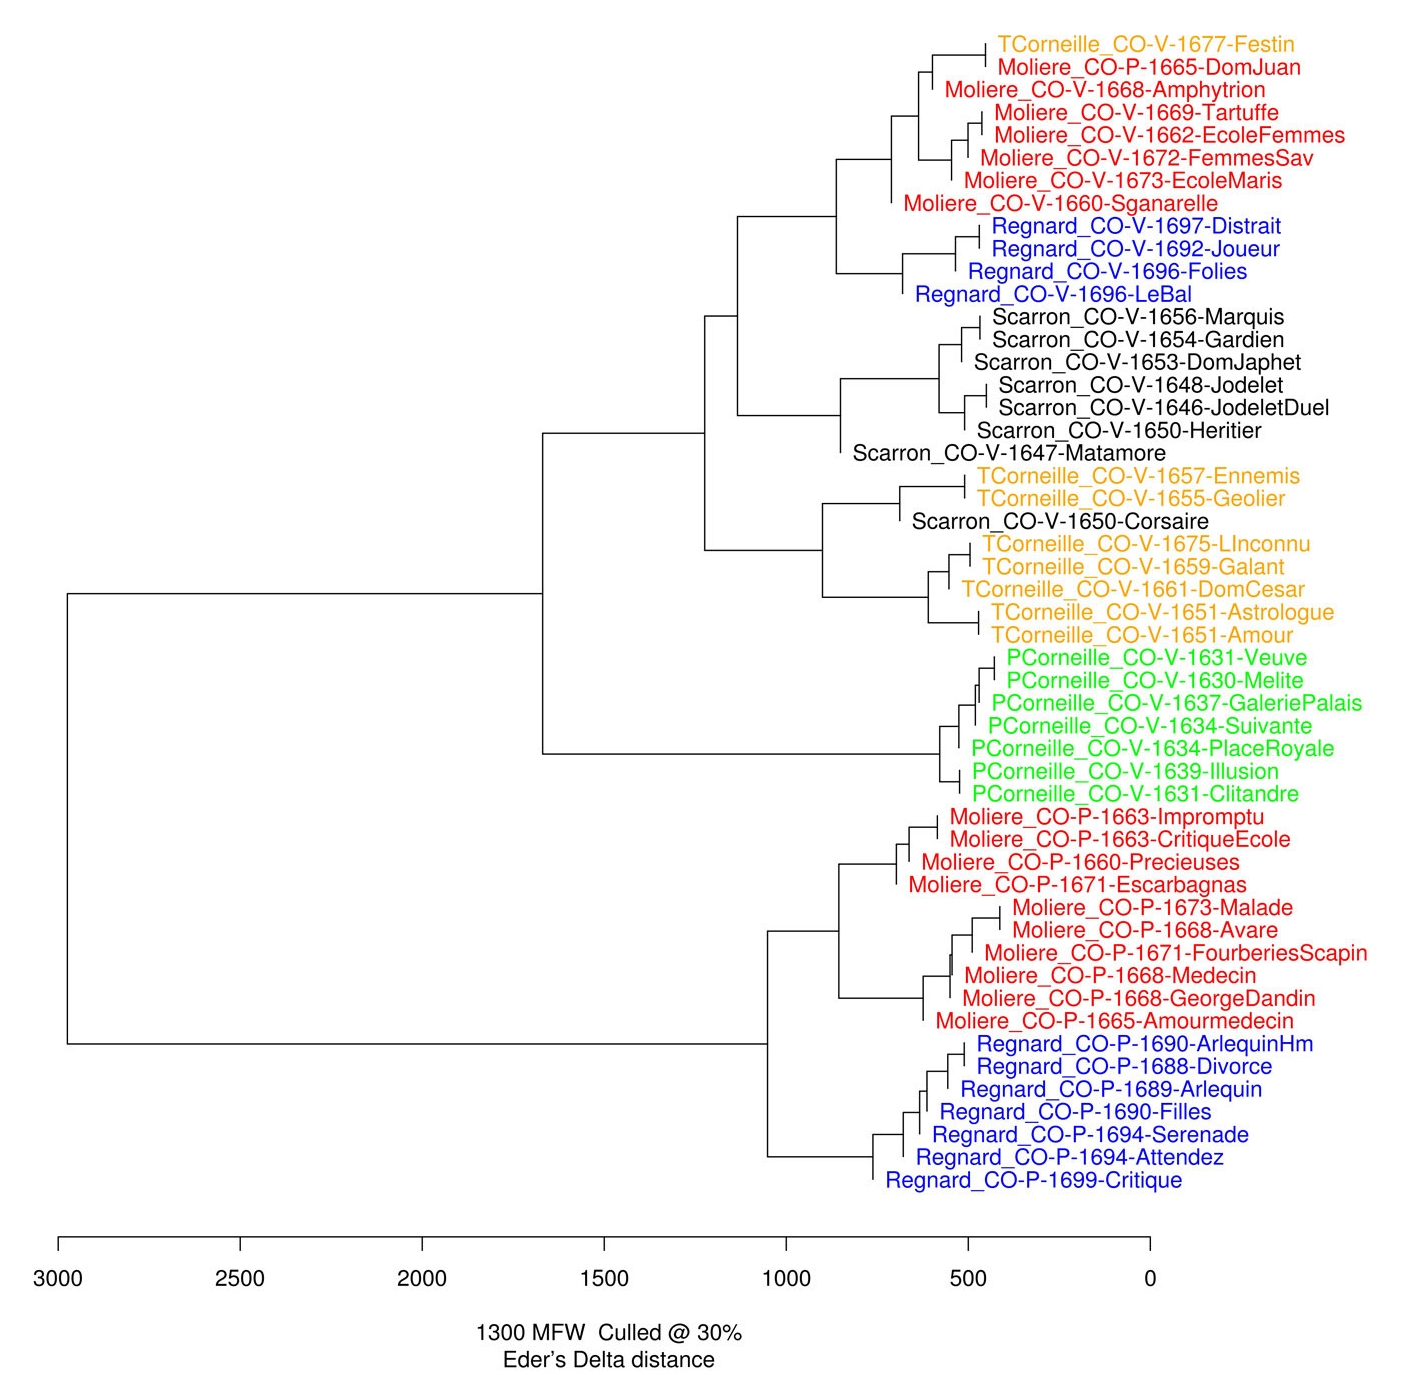 TCorneille_CO-V-1677-Festin
Moliere_CO-P-1665-DomJuan
Moliere_CO-V-1668-Amphytrion
Moliere_CO-V-1669-Tartuffe
Moliere_CO-V-1662-EcoleFemmes
Moliere_CO-V-1672-FemmesSav
Moliere_CO-V-1673-EcoleMaris
Moliere_CO-V-1660-Sganarelle
Regnard_CO-V-1697-Distrait
Regnard_CO-V-1692-Joueur
Regnard_CO-V-1696-Folies
Regnard_CO-V-1696-LeBal
Scarron_CO-V-1656-Marquis
Scarron_CO-V-1654-Gardien
Scarron_CO-V-1653-DomJaphet
Scarron_CO-V-1648-Jodelet
Scarron_CO-V-1646-JodeletDuel
Scarron_CO-V-1650-Heritier
Scarron_CO-V-1647-Matamore
TCorneille_CO-V-1657-Ennemis
TCorneille_CO-V-1655-Geolier
Scarron_CO-V-1650-Corsaire
TCorneille_CO-V-1675-LInconnu
TCorneille_CO-V-1659-Galant
TCorneille_CO-V-1661-DomCesar
TCorneille_CO-V-1651-Astrologue
TCorneille_CO-V-1651-Amour
PCorneille_CO-V-1631-Veuve
PCorneille_CO-V-1630-Melite
PCorneille_CO-V-1637-GaleriePalais
PCorneille_CO-V-1634-Suivante
PCorneille_CO-V-1634-PlaceRoyale
PCorneille_CO-V-1639-Illusion
PCorneille_CO-V-1631-Clitandre
Moliere_CO-P-1663-Impromptu
Moliere_CO-P-1663-CritiqueEcole
Moliere_CO-P-1660-Precieuses
Moliere_CO-P-1671-Escarbagnas
Moliere_CO-P-1673-Malade
Moliere_CO-P-1668-Avare
Moliere_CO-P-1671-FourberiesScapin
Moliere_CO-P-1668-Medecin
Moliere_CO-P-1668-GeorgeDandin
Moliere_CO-P-1665-Amourmedecin
Regnard_CO-P-1690-ArlequinHm
Regnard_CO-P-1688-Divorce
Regnard_CO-P-1689-Arlequin
Regnard_CO-P-1690-Filles
Regnard_CO-P-1694-Serenade
Regnard_CO-P-1694-Attendez
Regnard_CO-P-1699-Critique
3000 2500 2000 1500 1000 500 0
1300 MFW  Culled @ 30%
Eder's Delta distance